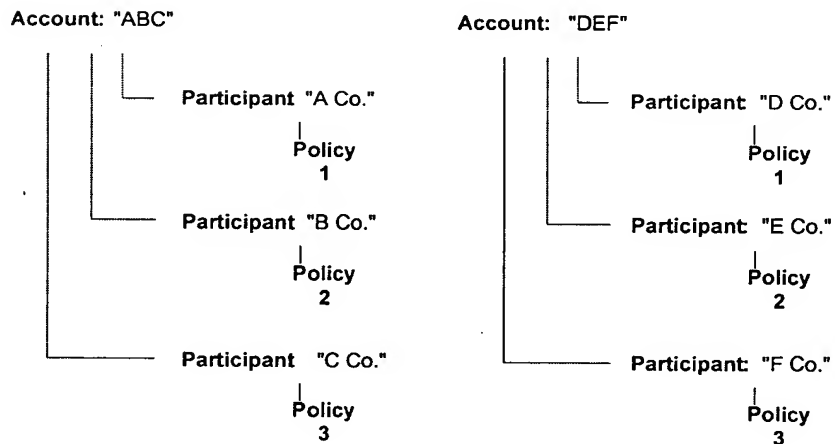 Account: "ABC"
Participant "A Co."
Policy
1
Participant "B Co."
Policy
2
Participant "C Co."
Policy
3
Account: "DEF"
Participant: "D Co."
Policy
1
Participant: "E Co."
Policy
2
Participant: "F Co."
Policy
3